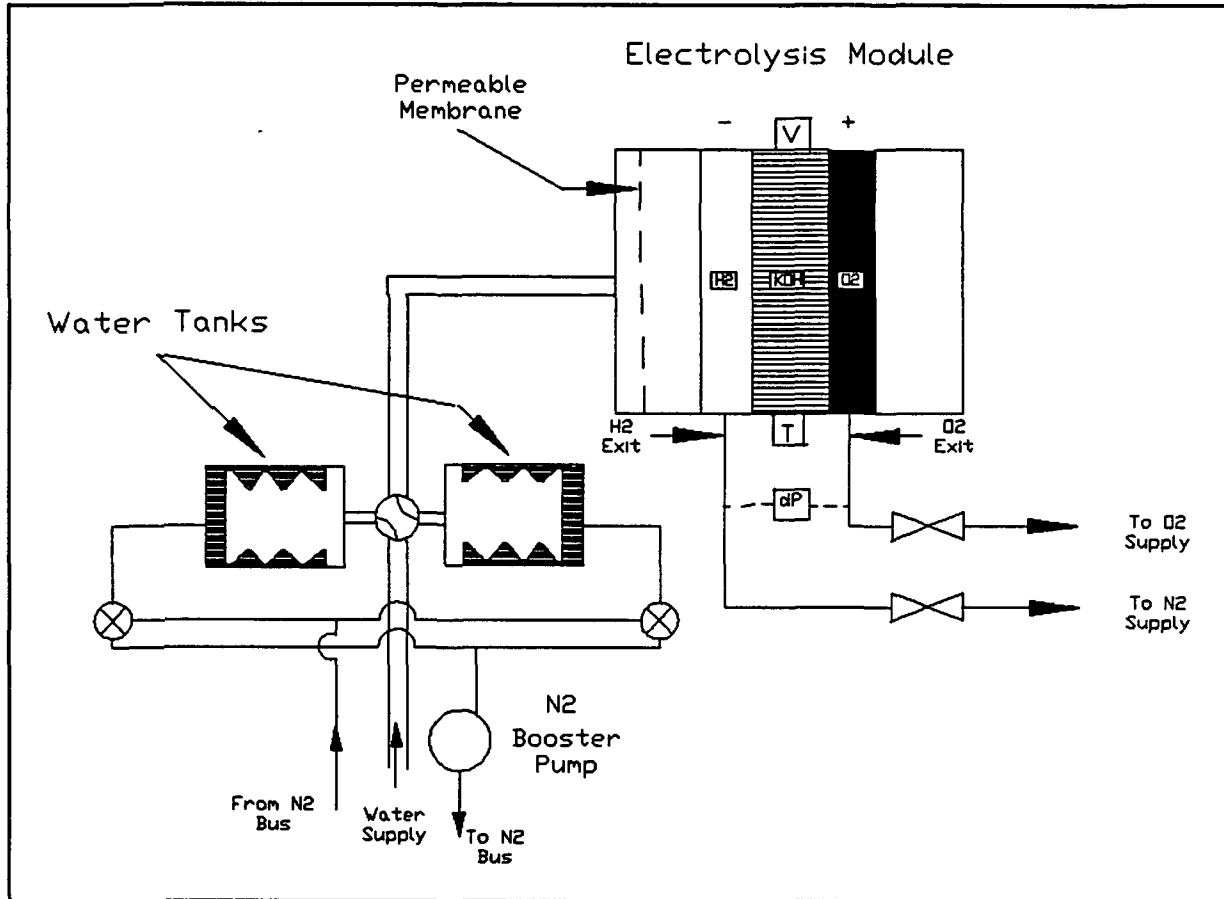 Electrolysis Module
Permeable
Membrane
-
V
+
H2
KOH
O2
Water Tanks
H2
Exit
T
O2
Exit
dP
To O2
Supply
To N2
Supply
N2
Booster
Pump
From N2
Bus
Water
Supply
To N2
Bus